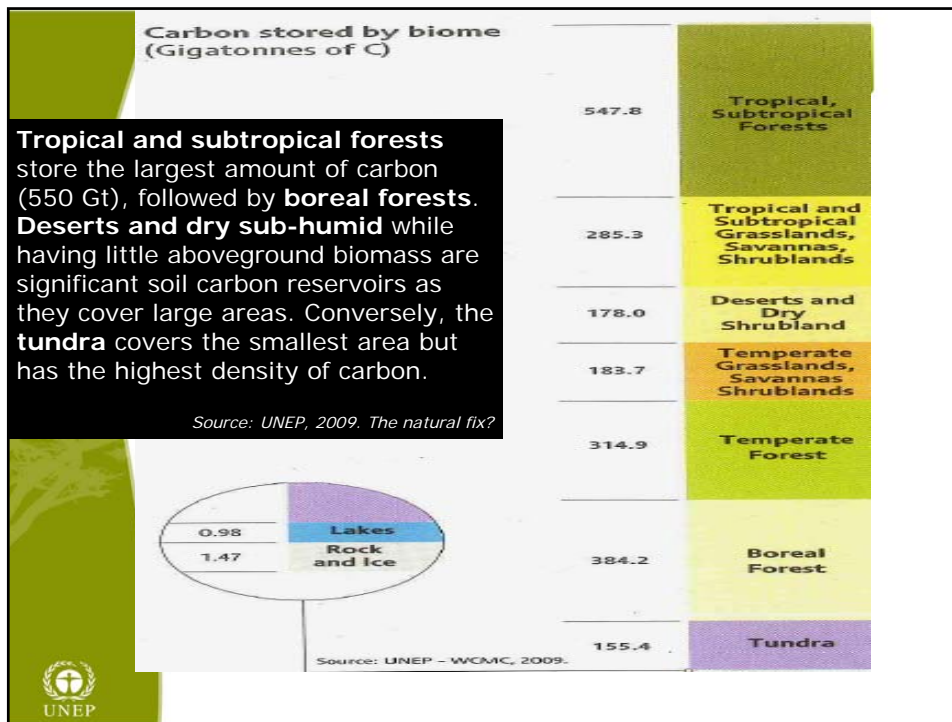 Carbon stored by biome
(Gigatonnes of C)
Tropical and subtropical forests
store the largest amount of carbon
(550 Gt), followed by boreal forests.
Deserts and dry sub-humid while
having little aboveground biomass are
significant soil carbon reservoirs as
they cover large areas. Conversely, the
tundra covers the smallest area but
has the highest density of carbon.
Source: UNEP, 2009. The natural fix?
547.8
Tropical,
Subtropical
Forests
285.3
Tropical and
Subtropical
Grasslands,
Savannas,
Shrublands
178.0
Deserts and
Dry
Shrubland
183.7
Temperate
Grasslands,
Savannas
Shrublands
314.9
Temperate
Forest
384.2
Boreal
Forest
155.4
Tundra
0.98
Lakes
1.47
Rock
and Ice
Source: UNEP – WCMC, 2009.
UNEP